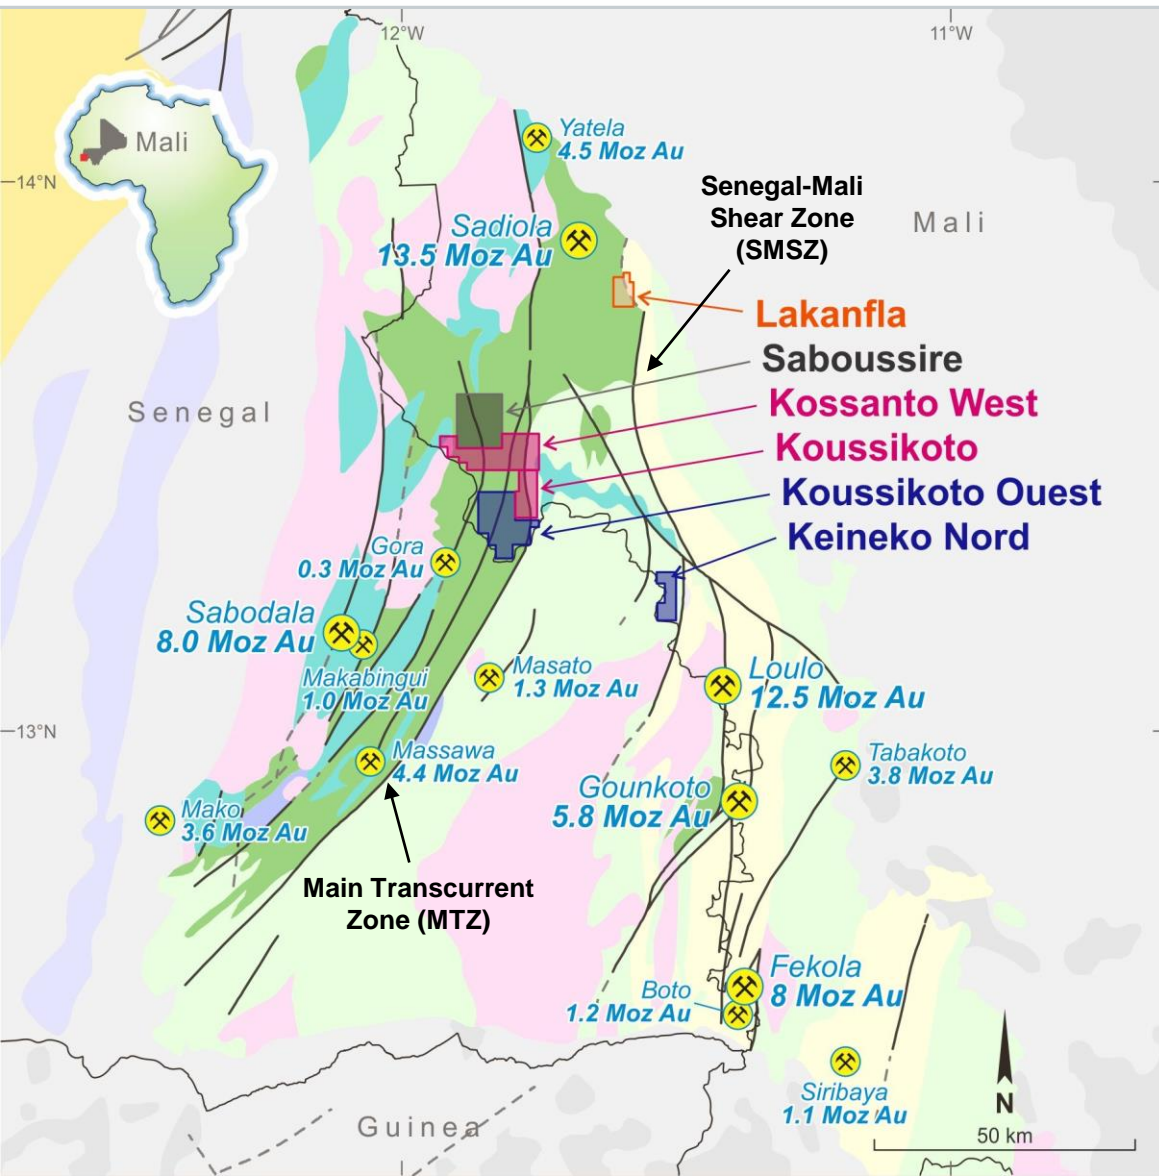 12°W
11°W
Mali
14°N
Yatela
4.5 Moz Au
Senegal-Mali
Shear Zone
(SMSZ)
Mali
Sadiola
13.5 Moz Au
Lakanfla
Saboussire
Kossanto West
Koussikoto
Koussikoto Ouest
Keineko Nord
Senegal
Gora
0.3 Moz Au
Sabodala
8.0 Moz Au
Makabingui
1.0 Moz Au
Masato
1.3 Moz Au
Loulo
12.5 Moz Au
13°N
Massawa
4.4 Moz Au
Tabakoto
3.8 Moz Au
Gounkoto
5.8 Moz Au
Mako
3.6 Moz Au
Main Transcurrent
Zone (MTZ)
Fekola
8 Moz Au
Boto
1.2 Moz Au
Siribaya
1.1 Moz Au
N
50 km
Guinea